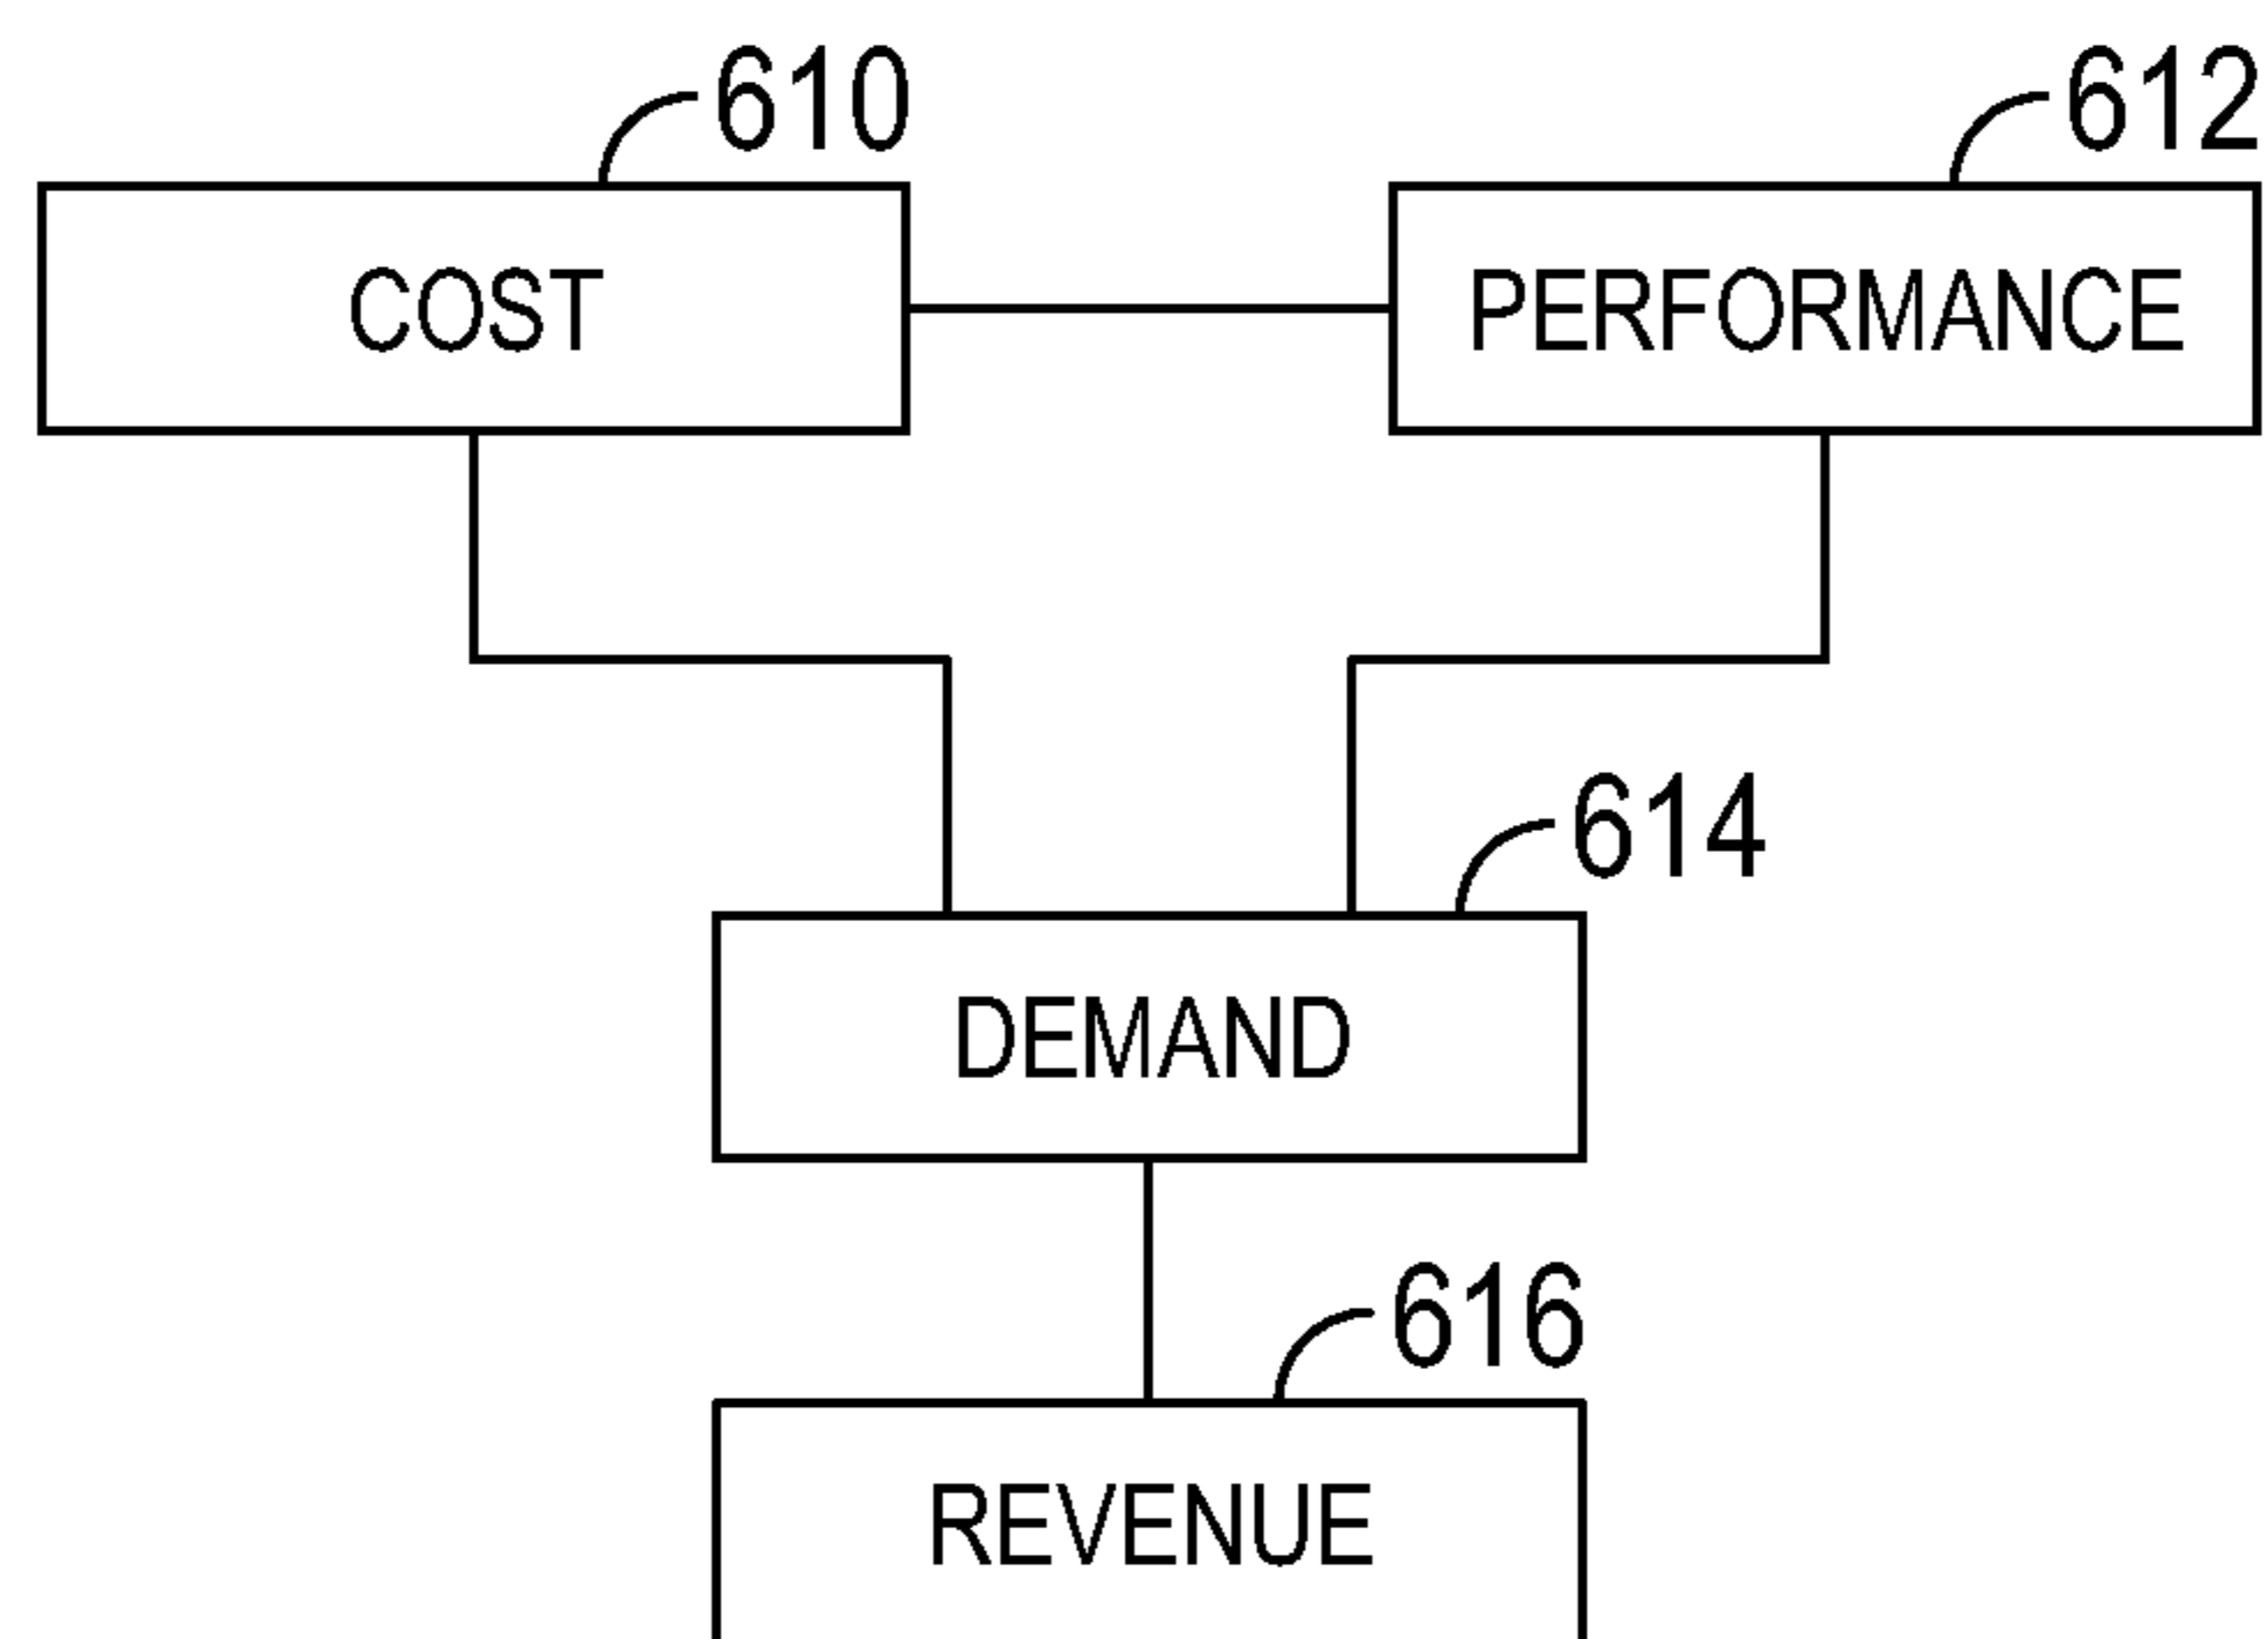 610
612
COST
PERFORMANCE
614
DEMAND
616
REVENUE